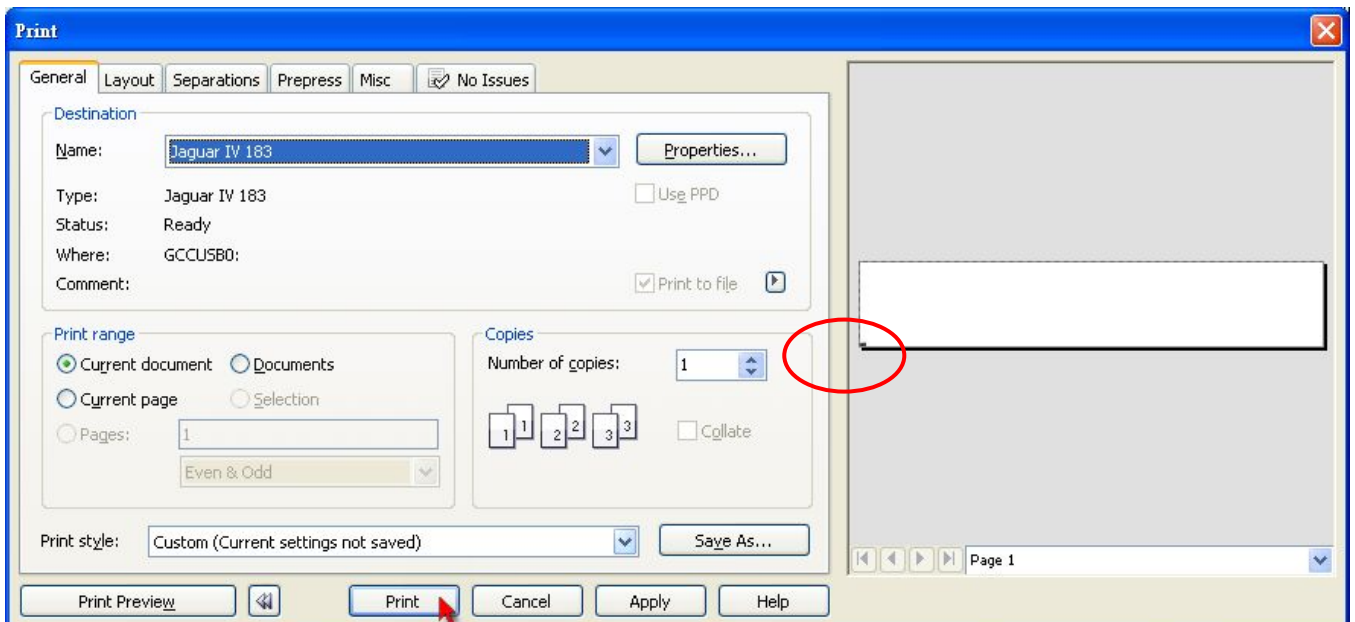 Print
General Layout Separations Prepress Misc No Issues
Destination
Name: Jaguar IV 183 Properties...
Type: Jaguar IV 183 Use PPD
Status: Ready
Where: GCCUSB0:
Comment: Print to file
Print range
Current document Documents
Current page Selection
Pages: 1
Even & Odd
Copies
Number of copies: 1
1 1 2 2 3 3 Collate
Print style: Custom (Current settings not saved) Save As...
Page 1
Print Preview Print Cancel Apply Help